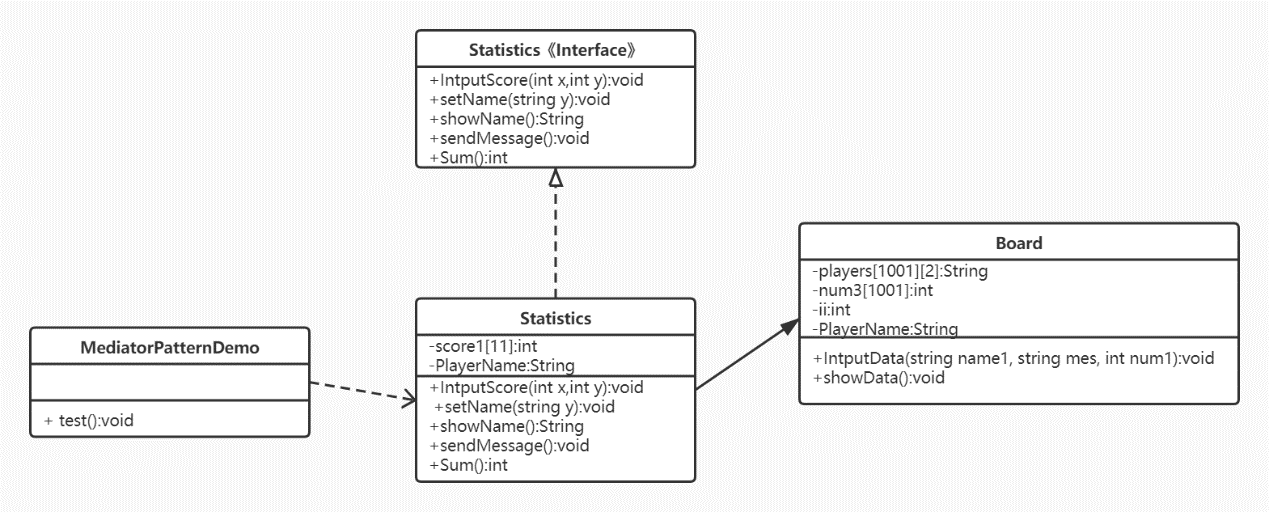 Statistics《Interface》
+IntputScore(int x,int y):void
+setName(string y):void
+showName():String
+sendMessage():void
+Sum():int
Board
-players[1001][2]:String
-num3[1001]:int
-ii:int
-PlayerName:String
+IntputData(string name1, string mes, int num1):void
+showData():void
Statistics
-score1[11]:int
-PlayerName:String
+IntputScore(int x,int y):void
+setName(string y):void
+showName():String
+sendMessage():void
+Sum():int
MediatorPatternDemo
+ test():void